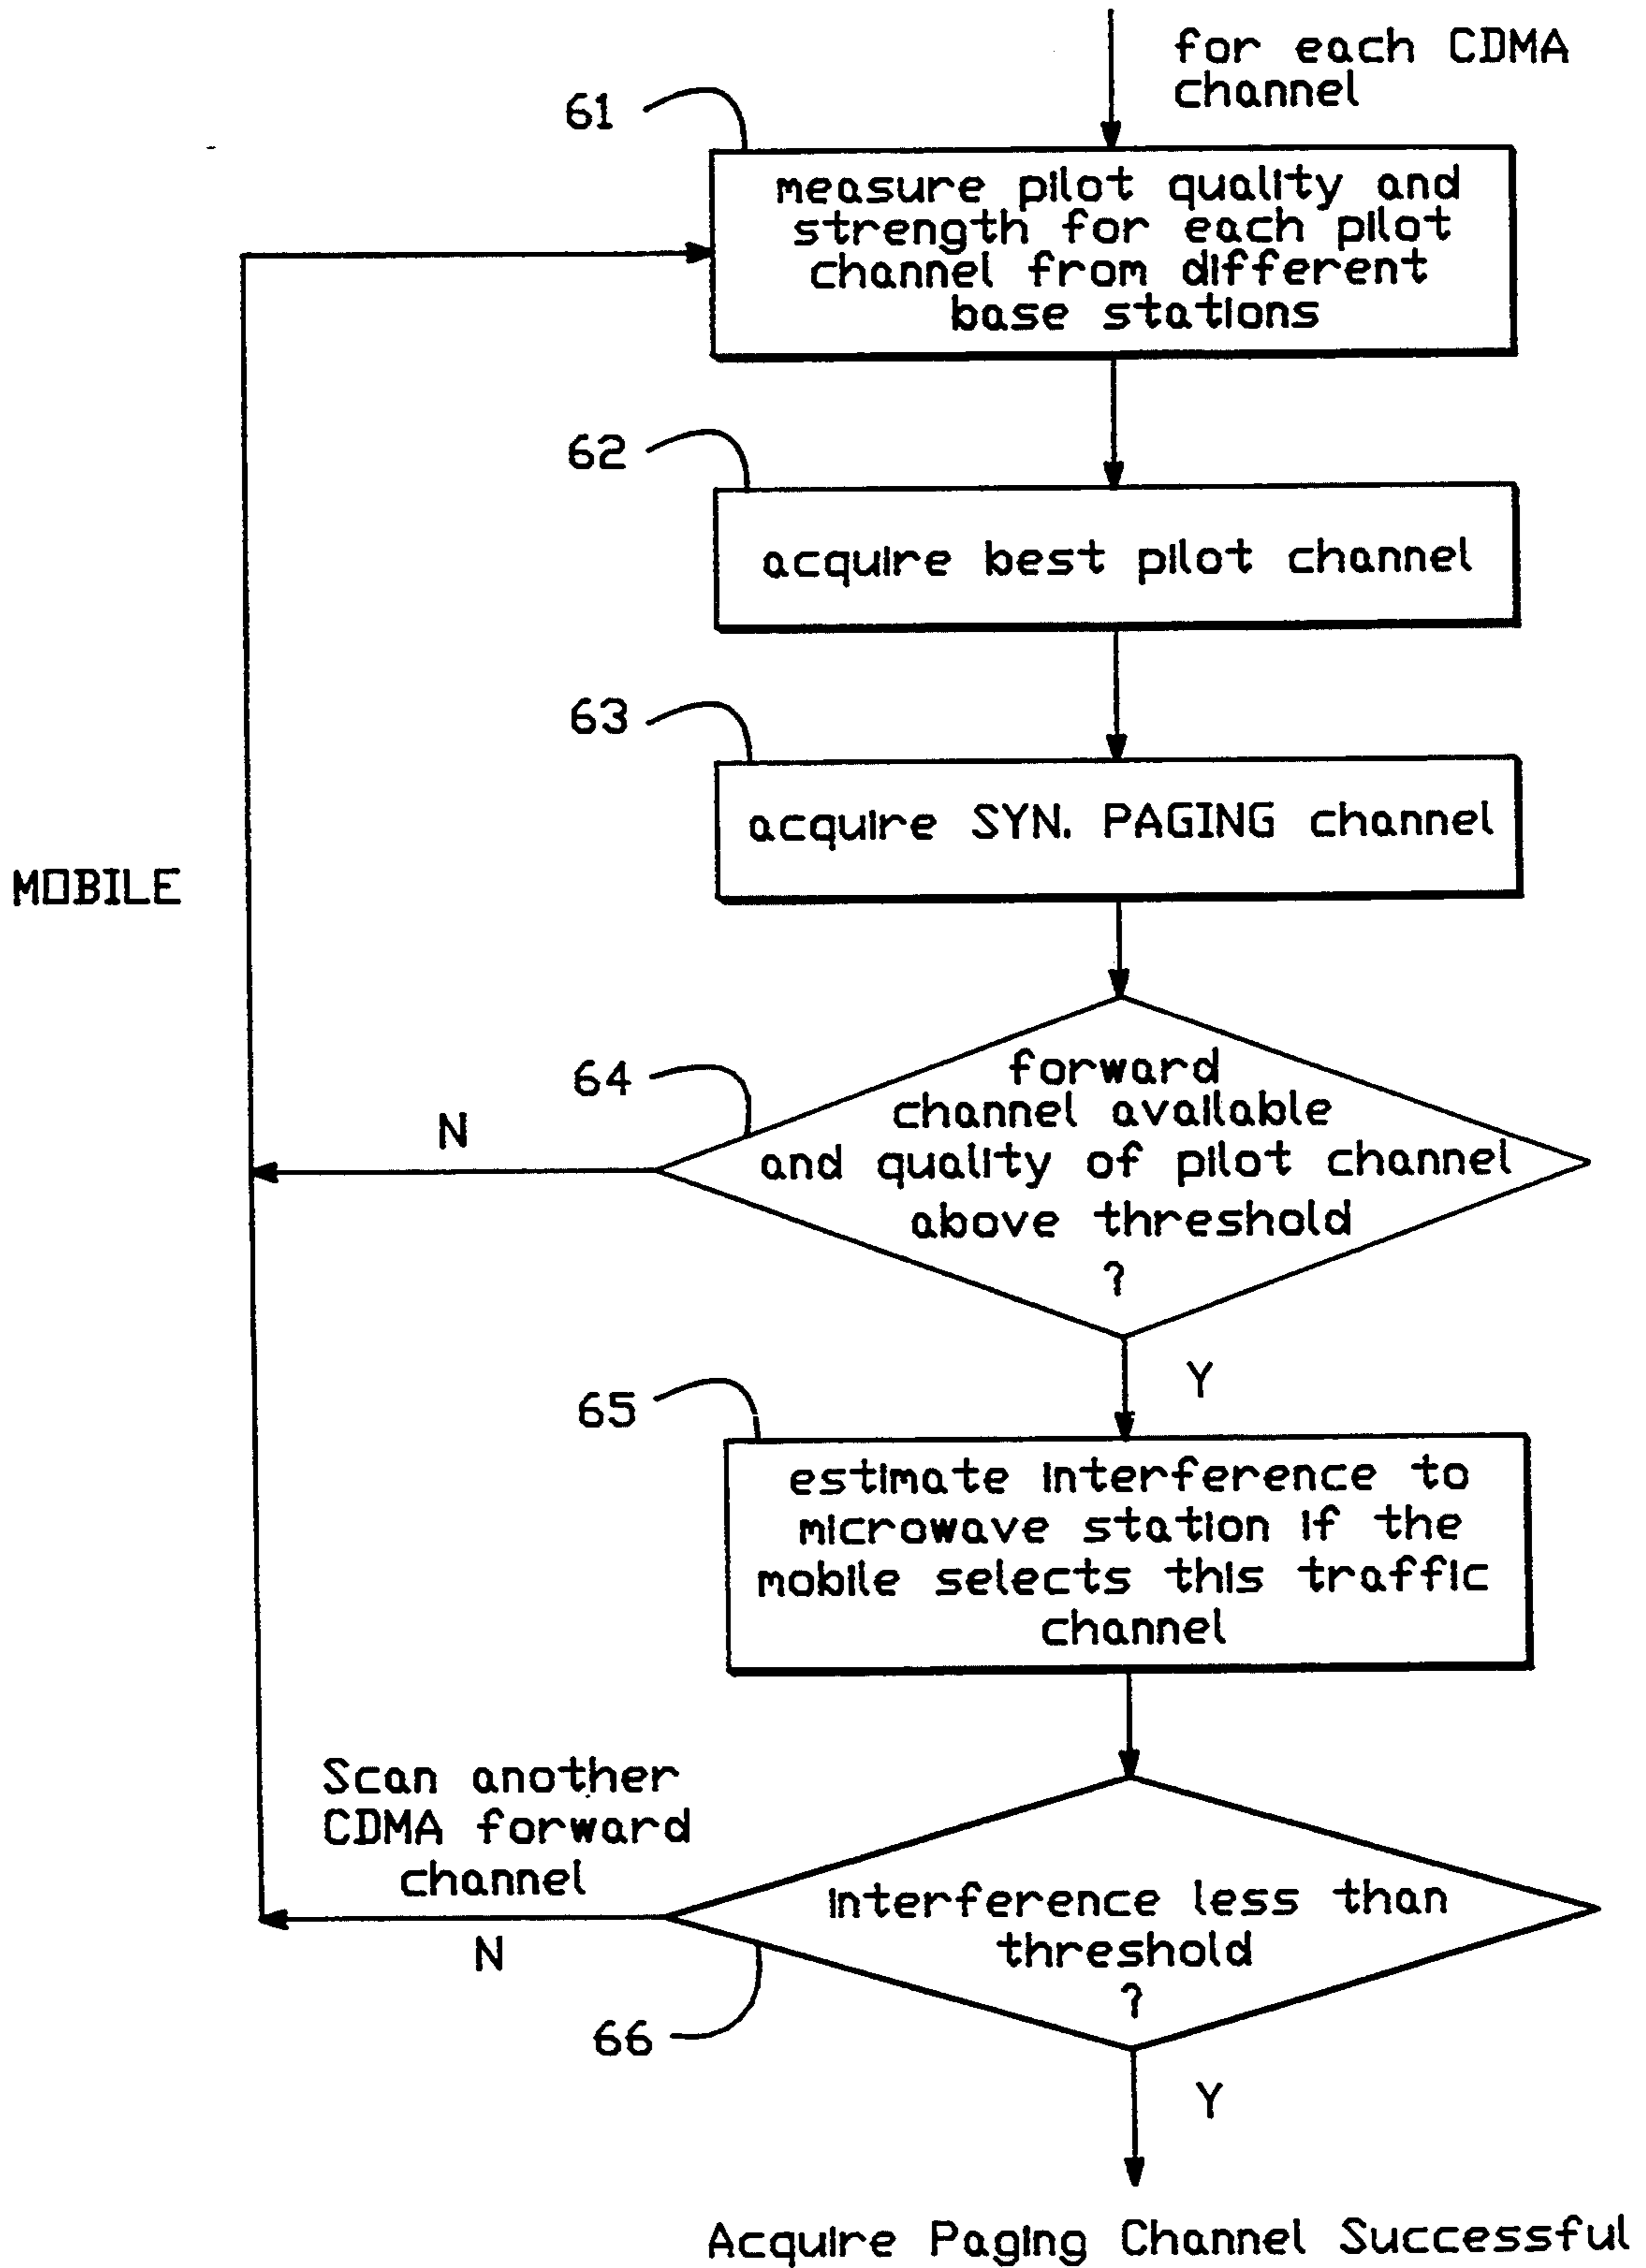 for each CDMA
channel
61
measure pilot quality and
strength for each pilot
channel from different
base stations
62
acquire best pilot channel
63
acquire SYN. PAGING channel
MOBILE
64
forward
channel available
and quality of pilot channel
above threshold
?
N
Y
65
estimate interference to
microwave station if the
mobile selects this traffic
channel
Scan another
CDMA forward
channel
N
interference less than
threshold
?
66
Y
Acquire Paging Channel Successful